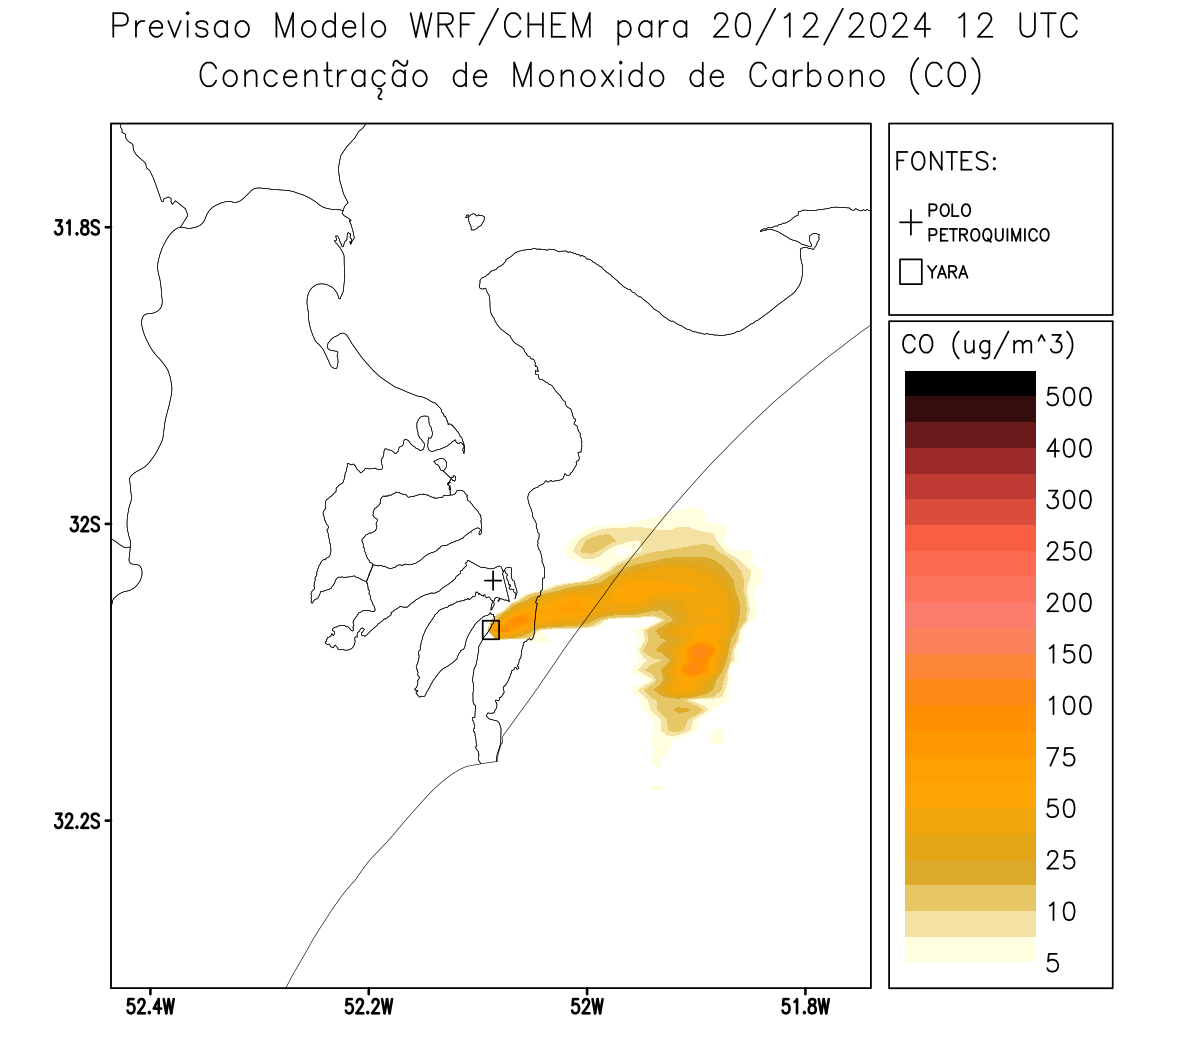 Previsao Modelo WRF/CHEM para 20/12/2024 12 UTC
Concentração de Monoxido de Carbono (CO)
FONTES:
POLO
PETROQUIMICO
YARA
CO (ug/m^3)
500
400
300
250
200
150
100
75
50
25
10
5
31.8S
32S
32.2S
52.4W
52.2W
52W
51.8W